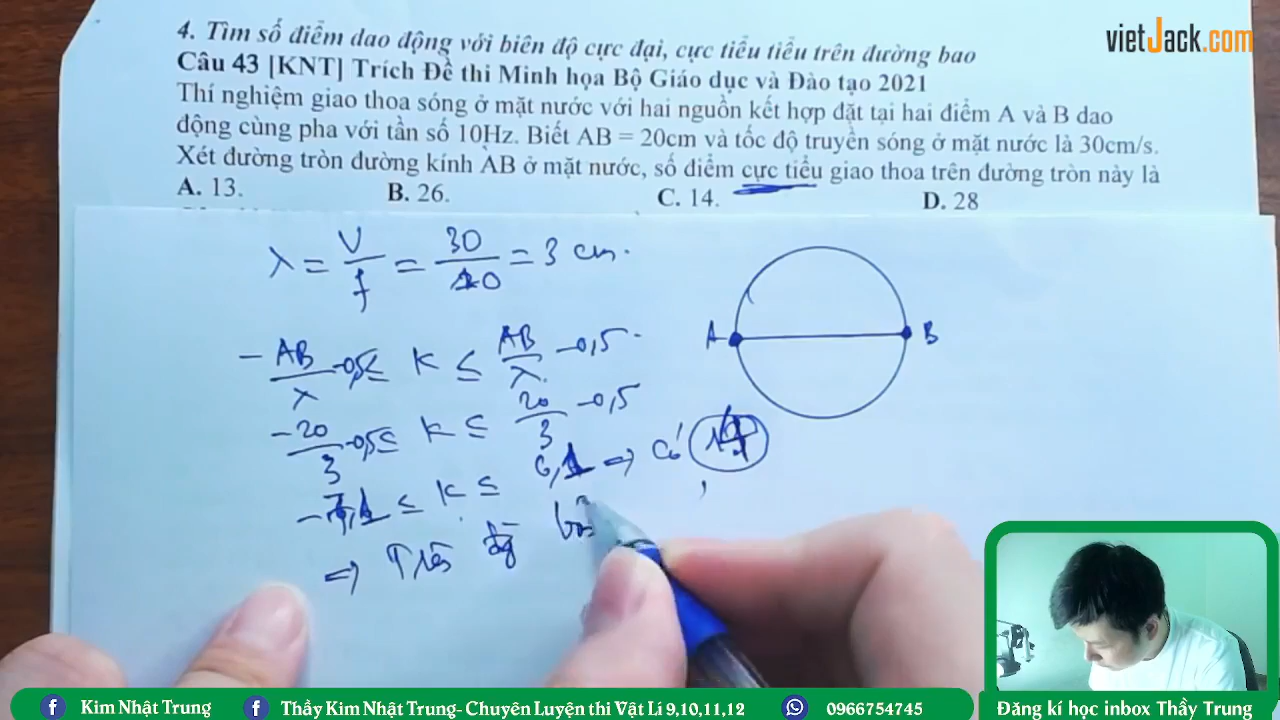 vietJack.com
4. Tìm số điểm dao động với biên độ cực đại, cực tiểu tiểu trên đường bao
Câu 43 [KNT] Trích Đề thi Minh họa Bộ Giáo dục và Đào tạo 2021
Thí nghiệm giao thoa sóng ở mặt nước với hai nguồn kết hợp đặt tại hai điểm A và B dao
động cùng pha với tần số 10Hz. Biết AB = 20cm và tốc độ truyền sóng ở mặt nước là 30cm/s.
Xét đường tròn đường kính AB ở mặt nước, số điểm cực tiểu giao thoa trên đường tròn này là
A. 13. B. 26. C. 14. D. 28
λ = v/f = 30/10 = 3 cm.
A B
-AB/λ -0,5 ≤ k ≤ AB/λ -0,5
-20/3 -0,5 ≤ k ≤ 20/3 -0,5
-7,1 ≤ k ≤ 6,1 ⇒ có 14
⇒ Trên
Kim Nhật Trung
Thầy Kim Nhật Trung- Chuyên Luyện thi Vật Lí 9,10,11,12
0966754745
Đăng kí học inbox Thầy Trung